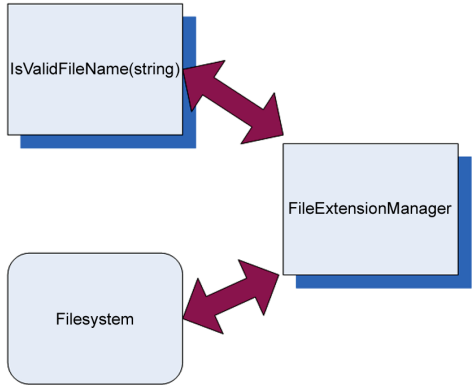 IsValidFileName(string)
FileExtensionManager
Filesystem